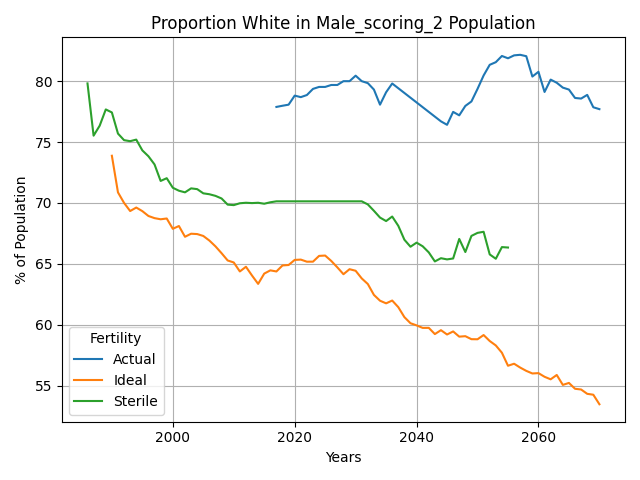 Proportion White in Male_scoring_2 Population
% of Population
80
75
70
65
60
55
Fertility
Actual
Ideal
Sterile
2000
2020
2040
2060
Years